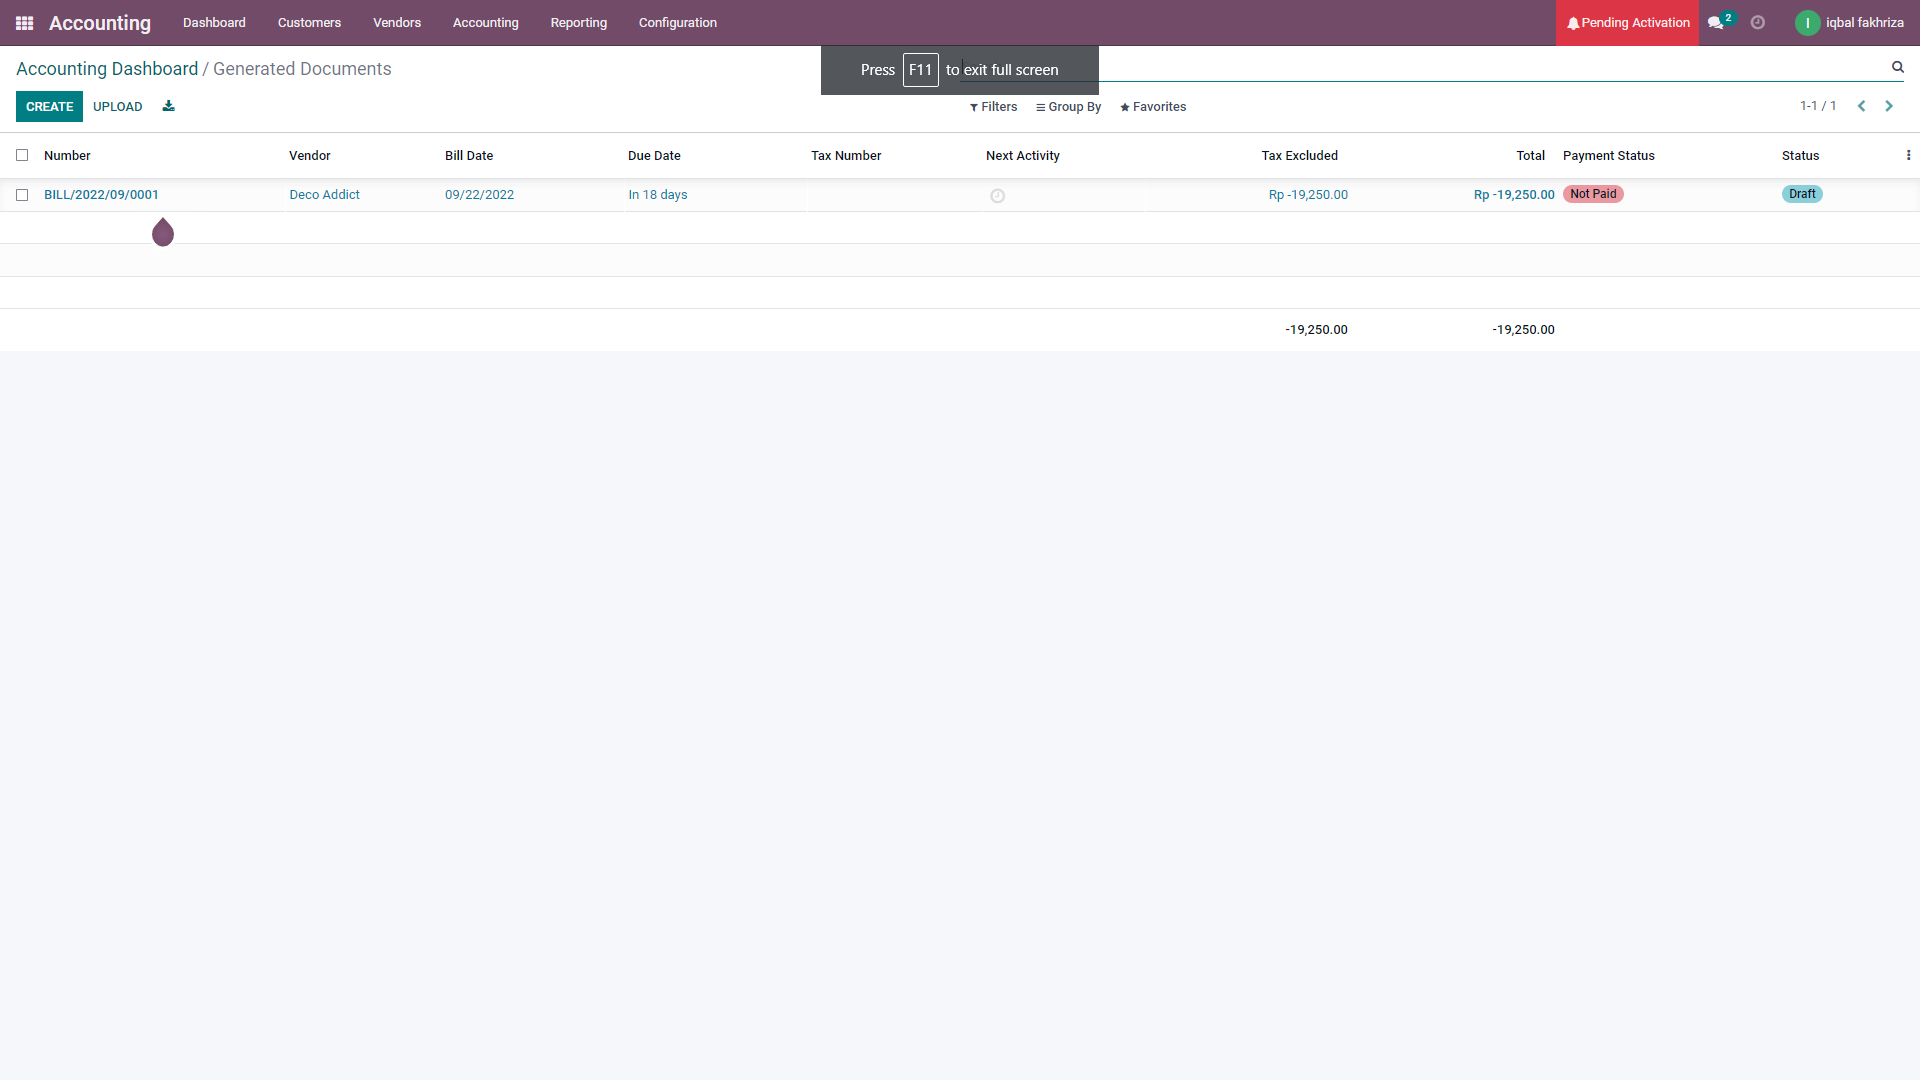 Accounting Dashboard Customers Vendors Accounting Reporting Configuration Pending Activation 2 I iqbal fakhriza
Accounting Dashboard / Generated Documents
Press F11 to exit full screen
CREATE UPLOAD Filters Group By Favorites 1-1 / 1
Number Vendor Bill Date Due Date Tax Number Next Activity Tax Excluded Total Payment Status Status
BILL/2022/09/0001 Deco Addict 09/22/2022 In 18 days Rp -19,250.00 Rp -19,250.00 Not Paid Draft
-19,250.00 -19,250.00